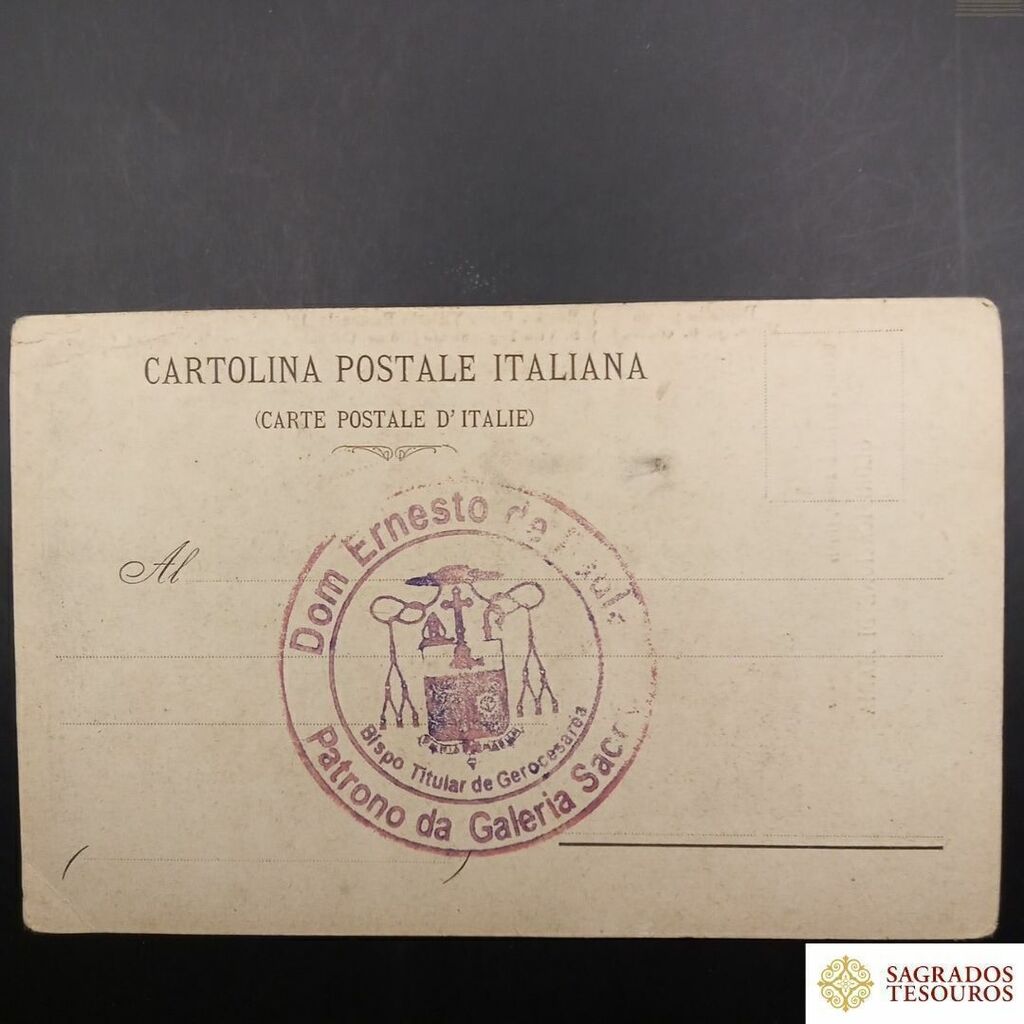 CARTOLINA POSTALE ITALIANA
(CARTE POSTALE D'ITALIE)
Al
Dom Ernesto de
Bispo Titular de Gerocesarea
Patrono da Galeria
SAGRADOS
TESOUROS